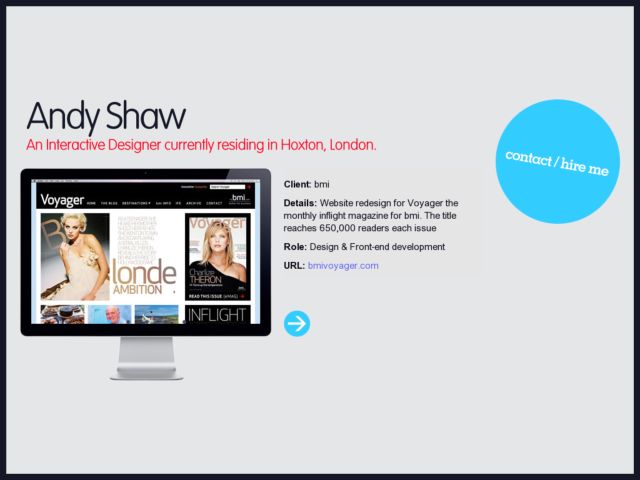 Andy Shaw
An Interactive Designer currently residing in Hoxton, London.
contact / hire me
Client: bmi
Details: Website redesign for Voyager the
monthly inflight magazine for bmi. The title
reaches 650,000 readers each issue
Role: Design & Front-end development
URL: bmivoyager.com
Voyager
HOME THE BLOG DESTINATIONS
ARCHIVE CONTACT
bmi
londe
AMBITION
Voyager
Charlize
THERON
READ THIS ISSUE (eMAG)
INFLIGHT